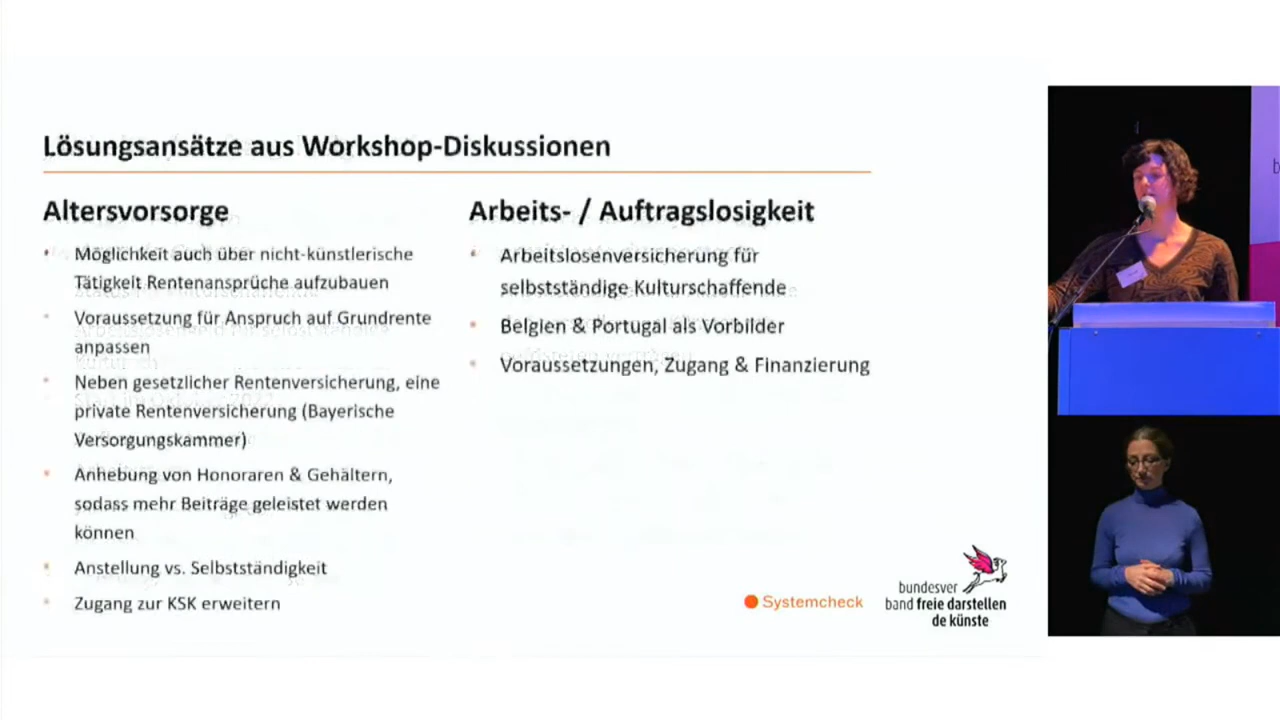 Lösungsansätze aus Workshop-Diskussionen
Altersvorsorge
Möglichkeit auch über nicht-künstlerische
Tätigkeit Rentenansprüche aufzubauen
Voraussetzung für Anspruch auf Grundrente
anpassen
Neben gesetzlicher Rentenversicherung, eine
private Rentenversicherung (Bayerische
Versorgungskammer)
Anhebung von Honoraren & Gehältern,
sodass mehr Beiträge geleistet werden
können
Anstellung vs. Selbstständigkeit
Zugang zur KSK erweitern
Arbeits- / Auftragslosigkeit
Arbeitslosenversicherung für
selbstständige Kulturschaffende
Belgien & Portugal als Vorbilder
Voraussetzungen, Zugang & Finanzierung
Systemcheck
bundesver
band freie darstellen
de künste